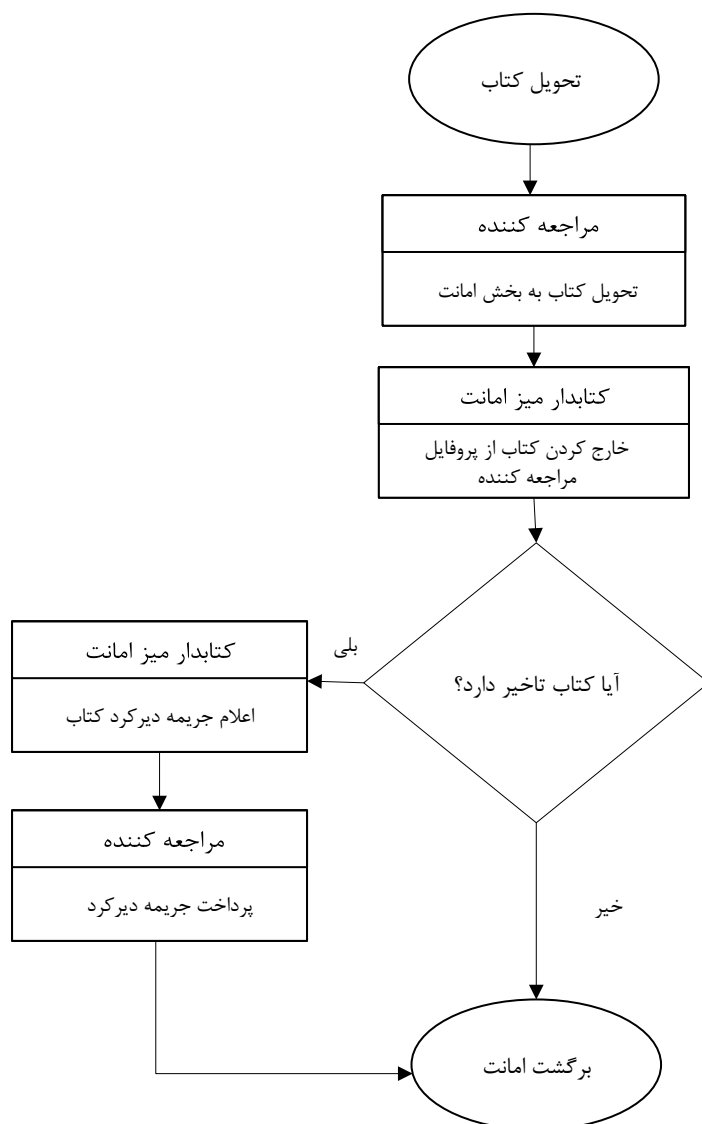 تحویل کتاب
مراجعه کننده
تحویل کتاب به بخش امانت
کتابدار میز امانت
خارج کردن کتاب از پروفایل
مراجعه کننده
آیا کتاب تاخیر دارد؟
بلی
کتابدار میز امانت
اعلام جریمه دیرکرد کتاب
مراجعه کننده
پرداخت جریمه دیرکرد
خیر
برگشت امانت